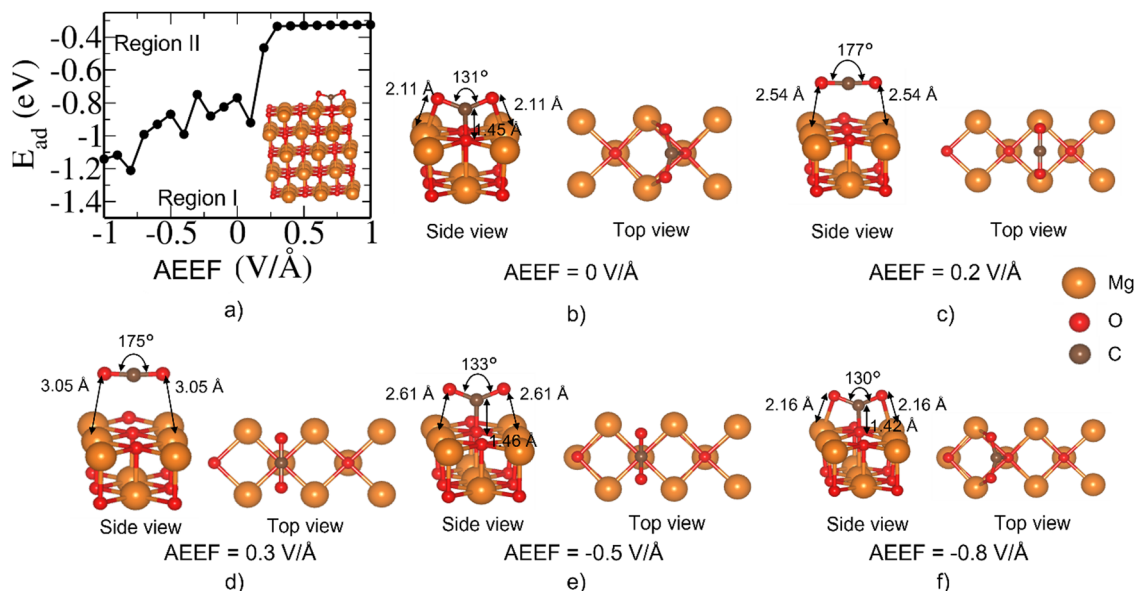 E_ad (eV)
-0.4
-0.6
-0.8
-1
-1.2
-1.4
Region II
Region I
-1
-0.5
0
0.5
1
AEEF (V/Å)
a)
131°
2.11 Å
2.11 Å
1.45 Å
Side view
Top view
AEEF = 0 V/Å
b)
177°
2.54 Å
2.54 Å
Side view
Top view
AEEF = 0.2 V/Å
c)
Mg
O
C
175°
3.05 Å
3.05 Å
Side view
Top view
AEEF = 0.3 V/Å
d)
133°
2.61 Å
2.61 Å
1.46 Å
Side view
Top view
AEEF = -0.5 V/Å
e)
130°
2.16 Å
2.16 Å
1.42 Å
Side view
Top view
AEEF = -0.8 V/Å
f)